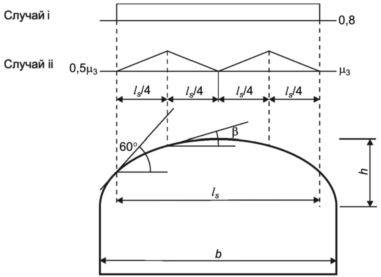 Случай i
0,8
Случай ii 0,5μ₃ μ₃
lₛ/4 lₛ/4 lₛ/4 lₛ/4
60° β
h
lₛ
b